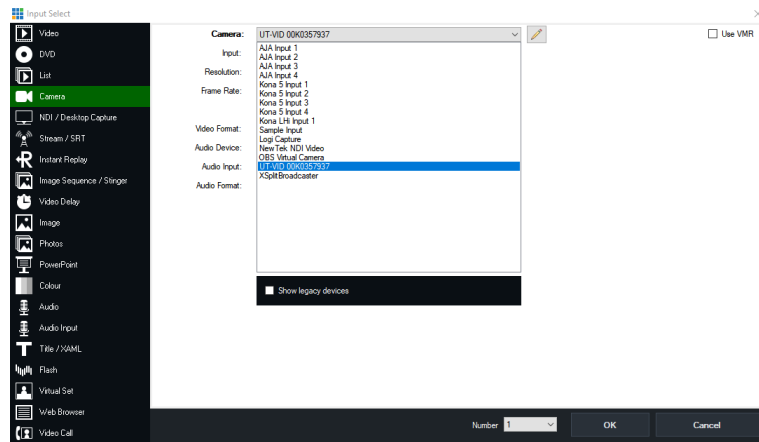 Input Select
Video
DVD
List
Camera
NDI / Desktop Capture
Stream / SRT
Instant Replay
Image Sequence / Stinger
Video Delay
Image
Photos
PowerPoint
Colour
Audio
Audio Input
Title / XAML
Flash
Virtual Set
Web Browser
Video Call
Camera: UT-VID 00K0357937
Use VMR
Input:
Resolution:
Frame Rate:
Video Format:
Audio Device:
Audio Input:
Audio Format:
AJA Input 1
AJA Input 2
AJA Input 3
AJA Input 4
Kona 5 Input 1
Kona 5 Input 2
Kona 5 Input 3
Kona 5 Input 4
Kona LHi Input 1
Sample Input
Logi Capture
NewTek NDI Video
OBS Virtual Camera
UT-VID 00K0357937
XSplitBroadcaster
Show legacy devices
Number 1
OK
Cancel